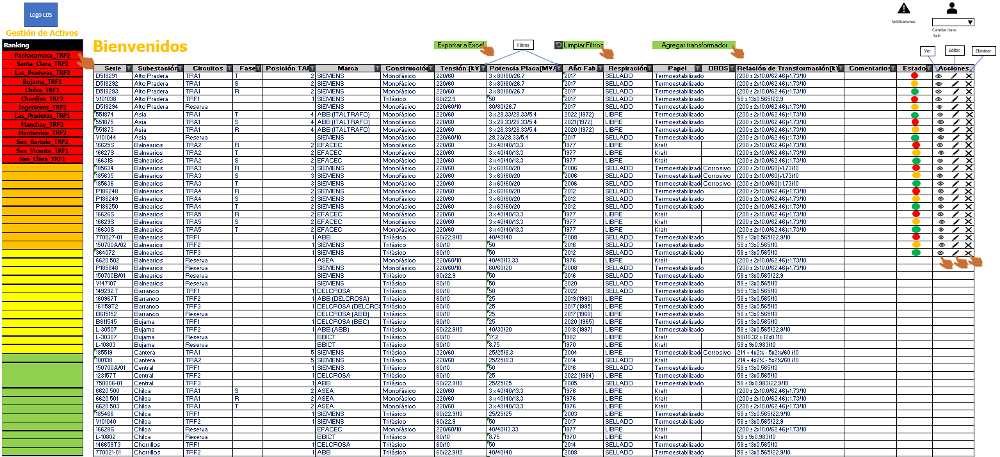 Logo LDS
Gestión de Activos
Notificaciones
Cambiar clave
Salir
Bienvenidos
Exportar a Excel
Filtros
Limpiar Filtros
Agregar transformador
Ver
Editar
Eliminar
Ranking
Pachacamaca_TRF2
Santa_Clara_TRF2
Las_Praderas_TRF2
Bujama_TRF1
Chilca_TRF1
Chorillos_TRF2
Ingenieros_TRF2
Las_Praderas_TRF1
Manchay_TRF2
Monterrico_TRF2
San_Bartolo_TRF2
San_Vicente_TRF1
San_Clara_TRF1
Serie Subestación Circuitos Fase Posición TAP Marca Construcción Tensión (kV Potencia Placa(MVA Año Fab. Respiración Papel DBDS Relación de Transformación(kV Comentarios Estado Acciones
D518291 Alto Pradera TRA1 T 2 SIEMENS Monofásico 220/60 3 x 80/80/26.7 2017 SELLADO Termoestabilizado (200 ± 2x10.0/62.46)÷1.73/10
D518292 Alto Pradera TRA1 S 2 SIEMENS Monofásico 220/60 3 x 80/80/26.7 2017 SELLADO Termoestabilizado (200 ± 2x10.0/62.46)÷1.73/10
D518293 Alto Pradera TRA1 R 2 SIEMENS Monofásico 220/60 3 x 80/80/26.7 2017 SELLADO Termoestabilizado (200 ± 2x10.0/62.46)÷1.73/10
V101038 Alto Pradera TRF1 1 SIEMENS Trifásico 60/22.9 50 2017 SELLADO Termoestabilizado 58 ± 13x0.565/22.9
D518294 Alto Pradera Reserva SIEMENS Monofásico 220/60/10 80/80/26.7 2017 SELLADO Termoestabilizado (200 ± 2x10.0/62.46)÷1.73/10
551874 Asia TRA1 T 4 ABB (ITALTRAFO) Monofásico 220/60 3 x 28.33/28.33/5.4 2022 (1972) LIBRE Termoestabilizado (200 ± 2x10.0/62.46)÷1.73/10
551875 Asia TRA1 S 4 ABB (ITALTRAFO) Monofásico 220/60 3 x 28.33/28.33/5.4 2021 (1972) LIBRE Termoestabilizado (200 ± 2x10.0/62.46)÷1.73/10
551873 Asia TRA1 R 4 ABB (ITALTRAFO) Monofásico 220/60 3 x 28.33/28.33/5.4 2020 (1972) LIBRE Termoestabilizado (200 ± 2x10.0/62.46)÷1.73/10
V101044 Asia Reserva SIEMENS Monofásico 220/60/10 28.33/28.33/5.4 2017 SELLADO Termoestabilizado (200 ± 2x10.0/62.46)÷1.73/10
16625S Balnearios TRA2 R 2 EFACEC Monofásico 220/60 3 x 40/40/13.3 1977 LIBRE Kraft (200 ± 2x10.0/62.46)÷1.73/10
16627S Balnearios TRA2 T 2 EFACEC Monofásico 220/60 3 x 40/40/13.3 1977 LIBRE Kraft (200 ± 2x10.0/62.46)÷1.73/10
16631S Balnearios TRA2 S 2 EFACEC Monofásico 220/60 3 x 40/40/13.3 1977 LIBRE Kraft (200 ± 2x10.0/62.46)÷1.73/10
185634 Balnearios TRA3 R 3 SIEMENS Monofásico 220/60 3 x 60/60/20 2006 SELLADO Termoestabilizado Corrosivo (200 ± 2x10.0/60)÷1.73/10
185635 Balnearios TRA3 S 3 SIEMENS Monofásico 220/60 3 x 60/60/20 2006 SELLADO Termoestabilizado Corrosivo (200 ± 2x10.0/60)÷1.73/10
185636 Balnearios TRA3 T 3 SIEMENS Monofásico 220/60 3 x 60/60/20 2006 SELLADO Termoestabilizado Corrosivo (200 ± 2x10.0/60)÷1.73/10
P186248 Balnearios TRA4 R 2 SIEMENS Monofásico 220/60 3 x 60/60/20 2012 SELLADO Termoestabilizado (200 ± 2x10.0/62.46)÷1.73/10
P186249 Balnearios TRA4 S 2 SIEMENS Monofásico 220/60 3 x 60/60/20 2012 SELLADO Termoestabilizado (200 ± 2x10.0/62.46)÷1.73/10
P186250 Balnearios TRA4 T 2 SIEMENS Monofásico 220/60 3 x 60/60/20 2012 SELLADO Termoestabilizado (200 ± 2x10.0/62.46)÷1.73/10
16626S Balnearios TRA5 R 2 EFACEC Monofásico 220/60 3 x 40/40/13.3 1977 LIBRE Kraft (200 ± 2x10.0/62.46)÷1.73/10
16629S Balnearios TRA5 S 2 EFACEC Monofásico 220/60 3 x 40/40/13.3 1977 LIBRE Kraft (200 ± 2x10.0/62.46)÷1.73/10
16630S Balnearios TRA5 T 2 EFACEC Monofásico 220/60 3 x 40/40/13.3 1977 LIBRE Kraft (200 ± 2x10.0/62.46)÷1.73/10
770027-01 Balnearios TRF1 1 ABB Trifásico 60/22.9/10 40/40/40 2008 SELLADO Termoestabilizado 58 ± 13x0.565/22.9/10
150700A/02 Balnearios TRF2 1 SIEMENS Trifásico 60/10 50 2016 SELLADO Termoestabilizado 58 ± 13x0.565/10
364072 Balnearios TRF3 1 SIEMENS Trifásico 60/10 50 2012 SELLADO Termoestabilizado 58 ± 13x0.565/10
6620 502 Balnearios Reserva ASEA Monofásico 220/60/10 40/40/13.33 1976 LIBRE Kraft (200 ± 2x10.0/62.46)÷1.73/10
P185848 Balnearios Reserva SIEMENS Monofásico 220/60/10 60/60/20 2008 SELLADO Termoestabilizado (200 ± 2x10.0/62.46)÷1.73/10
150700B/01 Balnearios Reserva SIEMENS Trifásico 60/22.9 50 2016 SELLADO Termoestabilizado 58 ± 13x0.565/22.9
V147107 Balnearios Reserva SIEMENS Trifásico 60/10 50 2020 SELLADO Termoestabilizado 58 ± 13x0.565/10
149292 T Barranco TRF1 1 DELCROSA Trifásico 60/10 50 2022 SELLADO Termoestabilizado 58 ± 13x0.565/10
160967T Barranco TRF2 1 ABB (DELCROSA) Trifásico 60/10 25 2019 (1990) LIBRE Termoestabilizado 58 ± 13x0.565/10
161159T2 Barranco TRF3 1 DELCROSA (DELCROS Trifásico 60/10 25 2017 (1995) LIBRE Termoestabilizado 58 ± 13x0.565/10
B615152 Barranco Reserva DELCROSA (ABB) Trifásico 60/10 25 2017 (1968) LIBRE Termoestabilizado 58 ± 13x0.565/10
B611545 Bujama TRF1 1 DELCROSA (BBC) Trifásico 60/10 25 2020 (1965) LIBRE Termoestabilizado 58 ± 13x0.565/10
L-30507 Bujama TRF2 1 ABB (ABB) Trifásico 60/22.9/10 40/30/20 2018 (1997) LIBRE Termoestabilizado 58 ± 13x0.565/22.9/10
L-30307 Bujama Reserva BBICT Trifásico 60/10 17.2 1982 LIBRE Kraft 58/10.32 ± 12x0.110
L-10803 Bujama Reserva BBICT Trifásico 60/10 8.75 1970 LIBRE Kraft 58 ± 9x0.983/10
185519 Cantera TRA1 5 SIEMENS Trifásico 220/60 25/25/8.3 2004 LIBRE Termoestabilizado Corrosivo 214 + 4x2% - 5x2%/60 /10
100138 Cantera TRA2 5 SIEMENS Trifásico 220/60 25/25/8.3 2014 SELLADO Termoestabilizado 214 + 4x2% - 5x2%/60 /10
150700A/01 Central TRF1 1 SIEMENS Trifásico 60/10 50 2016 SELLADO Termoestabilizado 58 ± 13x0.565/10
123157T Central TRF2 1 DELCROSA Trifásico 60/10 25 2022 (1984) LIBRE Termoestabilizado 58 ± 13x0.565/10
750006-01 Central TRF3 1 ABB Trifásico 60/22.9/10 25/25/25 2005 SELLADO Termoestabilizado 58 ± 9x0.983/22.9/10
6620 500 Chilca TRA1 S 2 ASEA Monofásico 220/60 3 x 40/40/13.3 1976 LIBRE Kraft (200 ± 2x10.0/62.46)÷1.73/10
6620 501 Chilca TRA1 R 2 ASEA Monofásico 220/60 3 x 40/40/13.3 1976 LIBRE Kraft (200 ± 2x10.0/62.46)÷1.73/10
6620 503 Chilca TRA1 T 2 ASEA Monofásico 220/60 3 x 40/40/13.3 1976 LIBRE Kraft (200 ± 2x10.0/62.46)÷1.73/10
185466 Chilca TRF1 1 SIEMENS Trifásico 60/22.9/10 50 2003 LIBRE Termoestabilizado 58 ± 13x0.565/22.9/10
V101040 Chilca TRF2 1 SIEMENS Trifásico 60/22.9 50 2017 SELLADO Termoestabilizado 58 ± 13x0.565/22.9
16628S Chilca Reserva EFACEC Monofásico 220/60/10 40/40/13.33 1977 LIBRE Kraft (200 ± 2x10.0/62.46)÷1.73/10
L-10802 Chilca Reserva BBICT Trifásico 60/10 8.75 1970 LIBRE Kraft 58 ± 9x0.983/10
146659T3 Chorrillos TRF1 1 DELCROSA Trifásico 60/10 50 2014 SELLADO Termoestabilizado 58 ± 13x0.565/10
770021-01 Chorrillos TRF2 1 ABB Trifásico 60/22.9/10 40/40/40 2008 SELLADO Termoestabilizado 58 ± 13x0.565/22.9/10